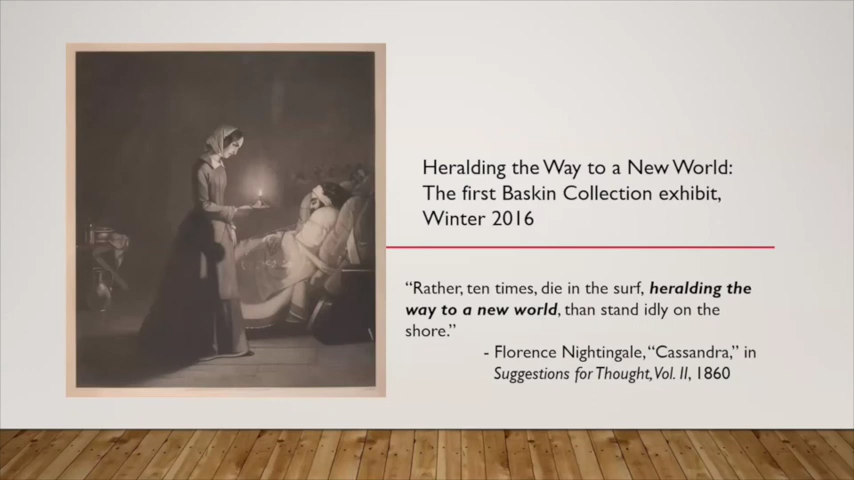 Heralding the Way to a New World:
The first Baskin Collection exhibit,
Winter 2016
“Rather, ten times, die in the surf, heralding the
way to a new world, than stand idly on the
shore.”
- Florence Nightingale, “Cassandra,” in
Suggestions for Thought, Vol. II, 1860